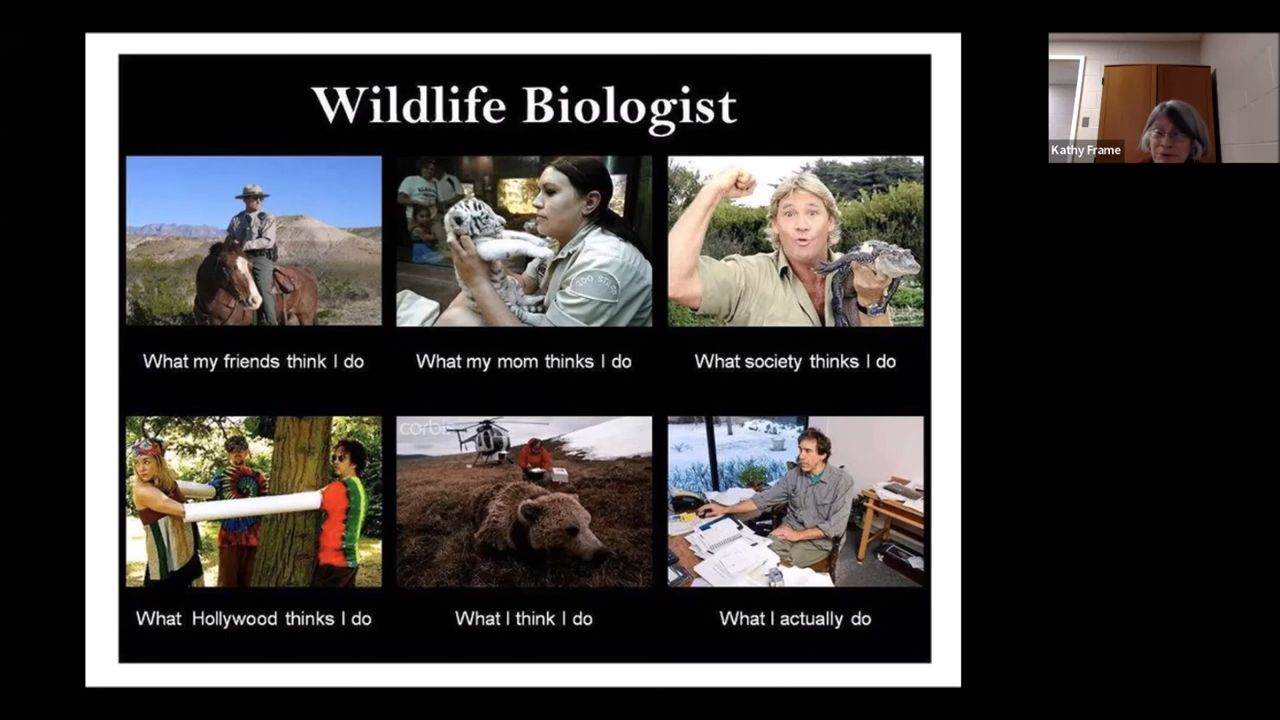 Wildlife Biologist
What my friends think I do
What my mom thinks I do
What society thinks I do
corbis
What Hollywood thinks I do
What I think I do
What I actually do
Kathy Frame